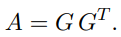 A = G G^T.